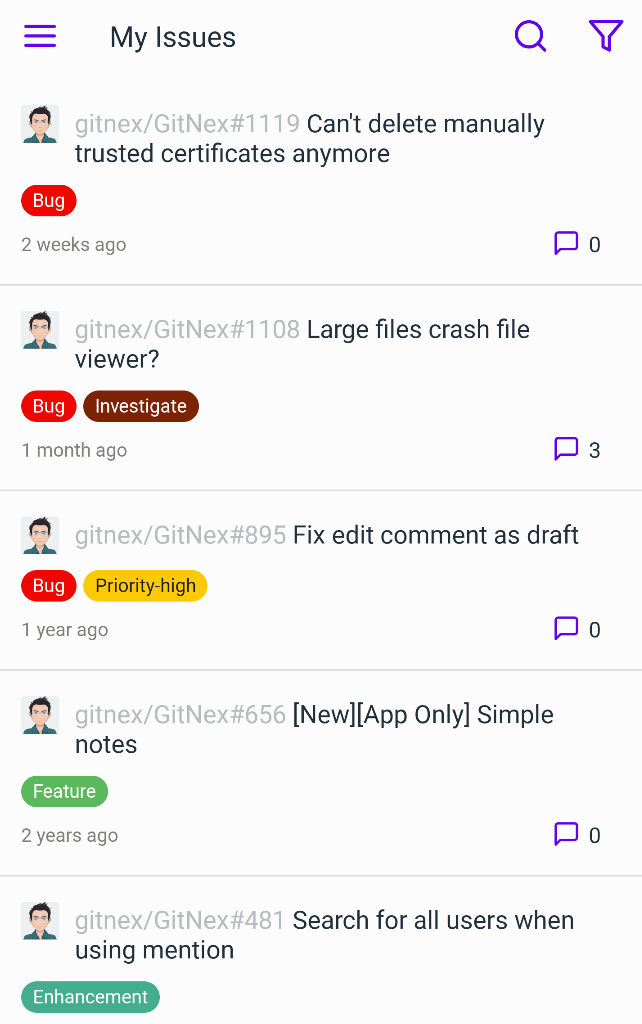 My Issues
gitnex/GitNex#1119 Can't delete manually
trusted certificates anymore
Bug
2 weeks ago 0
gitnex/GitNex#1108 Large files crash file
viewer?
Bug Investigate
1 month ago 3
gitnex/GitNex#895 Fix edit comment as draft
Bug Priority-high
1 year ago 0
gitnex/GitNex#656 [New][App Only] Simple
notes
Feature
2 years ago 0
gitnex/GitNex#481 Search for all users when
using mention
Enhancement